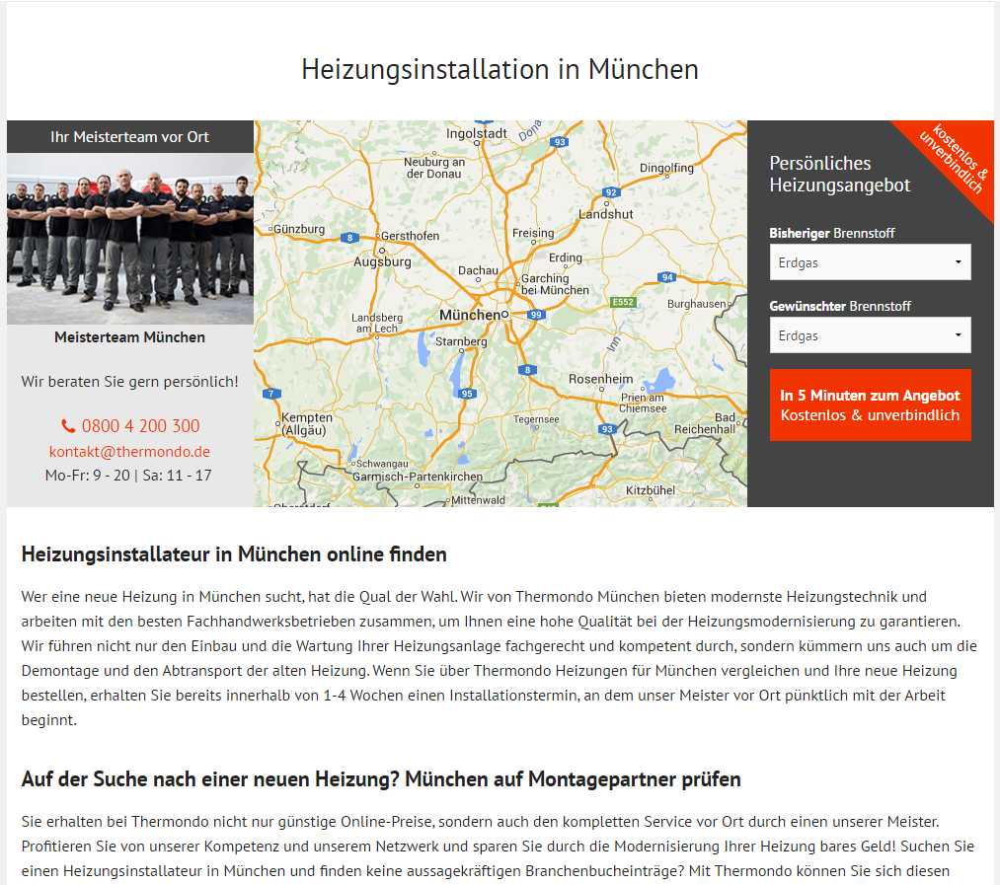 Heizungsinstallation in München
Ihr Meisterteam vor Ort
Meisterteam München
Wir beraten Sie gern persönlich!
0800 4 200 300
kontakt@thermondo.de
Mo-Fr: 9 - 20 | Sa: 11 - 17
Ingolstadt
Dona
93
Neuburg an
der Donau
Dingolfing
92
Landshut
Günzburg
8
Gersthofen
Freising
Augsburg
Erding
Dachau
Garching
bei München
94
E552
Burghausen
München
99
Landsberg
am Lech
Starnberg
Inn
8
Rosenheim
7
95
Prien am
Chiemsee
Kempten
(Allgäu)
Tegernsee
93
Bad
Reichenhall
Schwangau
Garmisch-Partenkirchen
Kitzbühel
Mittenwald
Oberstdorf
kostenlos &
unverbindlich
Persönliches
Heizungsangebot
Bisheriger Brennstoff
Erdgas
Gewünschter Brennstoff
Erdgas
In 5 Minuten zum Angebot
Kostenlos & unverbindlich
Heizungsinstallateur in München online finden
Wer eine neue Heizung in München sucht, hat die Qual der Wahl. Wir von Thermondo München bieten modernste Heizungstechnik und
arbeiten mit den besten Fachhandwerksbetrieben zusammen, um Ihnen eine hohe Qualität bei der Heizungsmodernisierung zu garantieren.
Wir führen nicht nur den Einbau und die Wartung Ihrer Heizungsanlage fachgerecht und kompetent durch, sondern kümmern uns auch um die
Demontage und den Abtransport der alten Heizung. Wenn Sie über Thermondo Heizungen für München vergleichen und Ihre neue Heizung
bestellen, erhalten Sie bereits innerhalb von 1-4 Wochen einen Installationstermin, an dem unser Meister vor Ort pünktlich mit der Arbeit
beginnt.
Auf der Suche nach einer neuen Heizung? München auf Montagepartner prüfen
Sie erhalten bei Thermondo nicht nur günstige Online-Preise, sondern auch den kompletten Service vor Ort durch einen unserer Meister.
Profitieren Sie von unserer Kompetenz und unserem Netzwerk und sparen Sie durch die Modernisierung Ihrer Heizung bares Geld! Suchen Sie
einen Heizungsinstallateur in München und finden keine aussagekräftigen Branchenbucheinträge? Mit Thermondo können Sie sich diesen